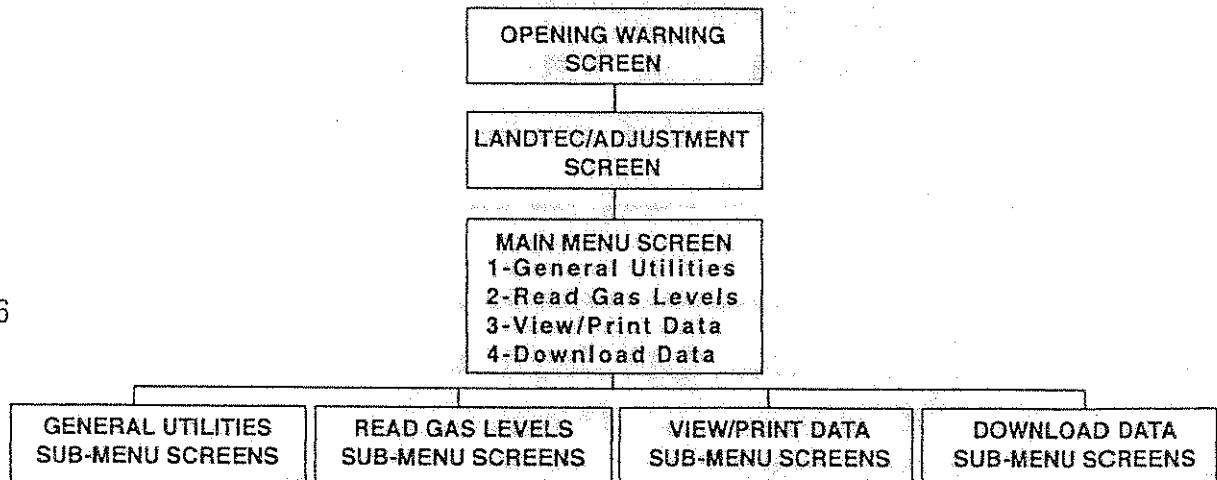 OPENING WARNING
SCREEN
LANDTEC/ADJUSTMENT
SCREEN
MAIN MENU SCREEN
1-General Utilities
2-Read Gas Levels
3-View/Print Data
4-Download Data
6
GENERAL UTILITIES
SUB-MENU SCREENS
READ GAS LEVELS
SUB-MENU SCREENS
VIEW/PRINT DATA
SUB-MENU SCREENS
DOWNLOAD DATA
SUB-MENU SCREENS